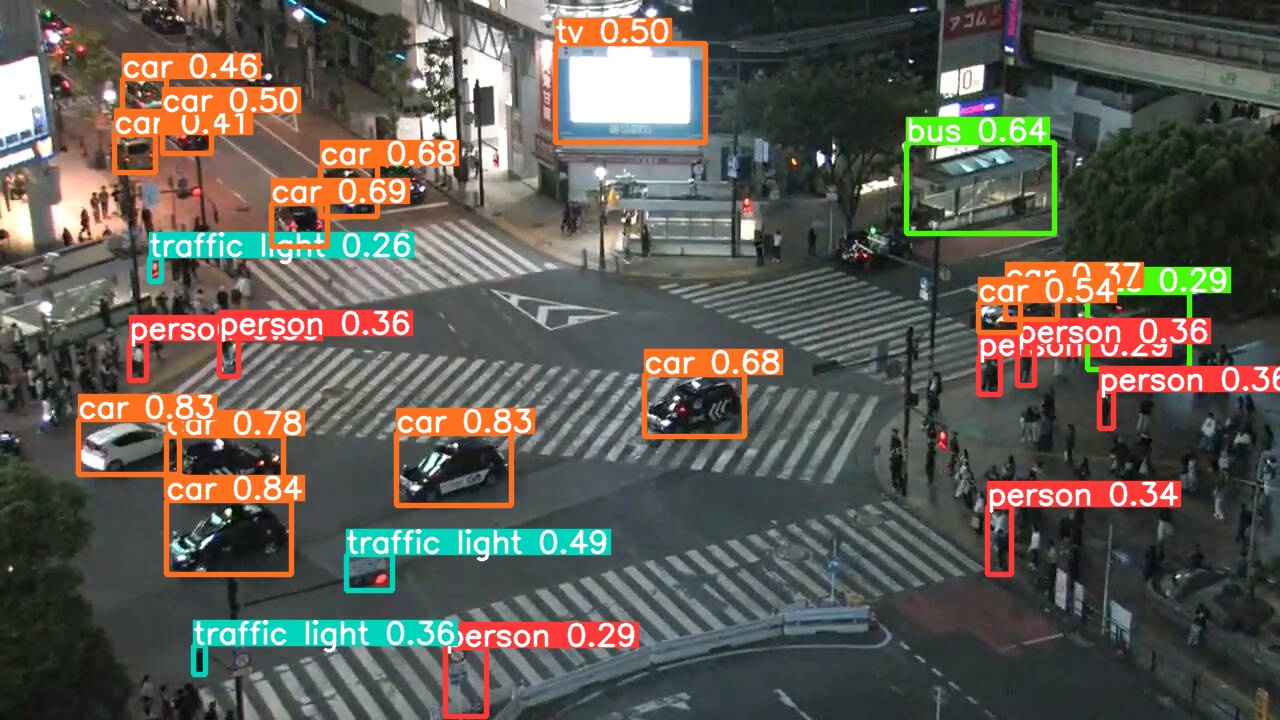 tv 0.50
アコム
car 0.46
car 0.50
car 0.41
bus 0.64
car 0.68
car 0.69
traffic light 0.26
car 0.37
0.29
car 0.54
person 0.36
person 0.36
0.29
car 0.68
person 0.36
car 0.83
car 0.78
car 0.83
car 0.84
person 0.34
traffic light 0.49
traffic light 0.36
person 0.29